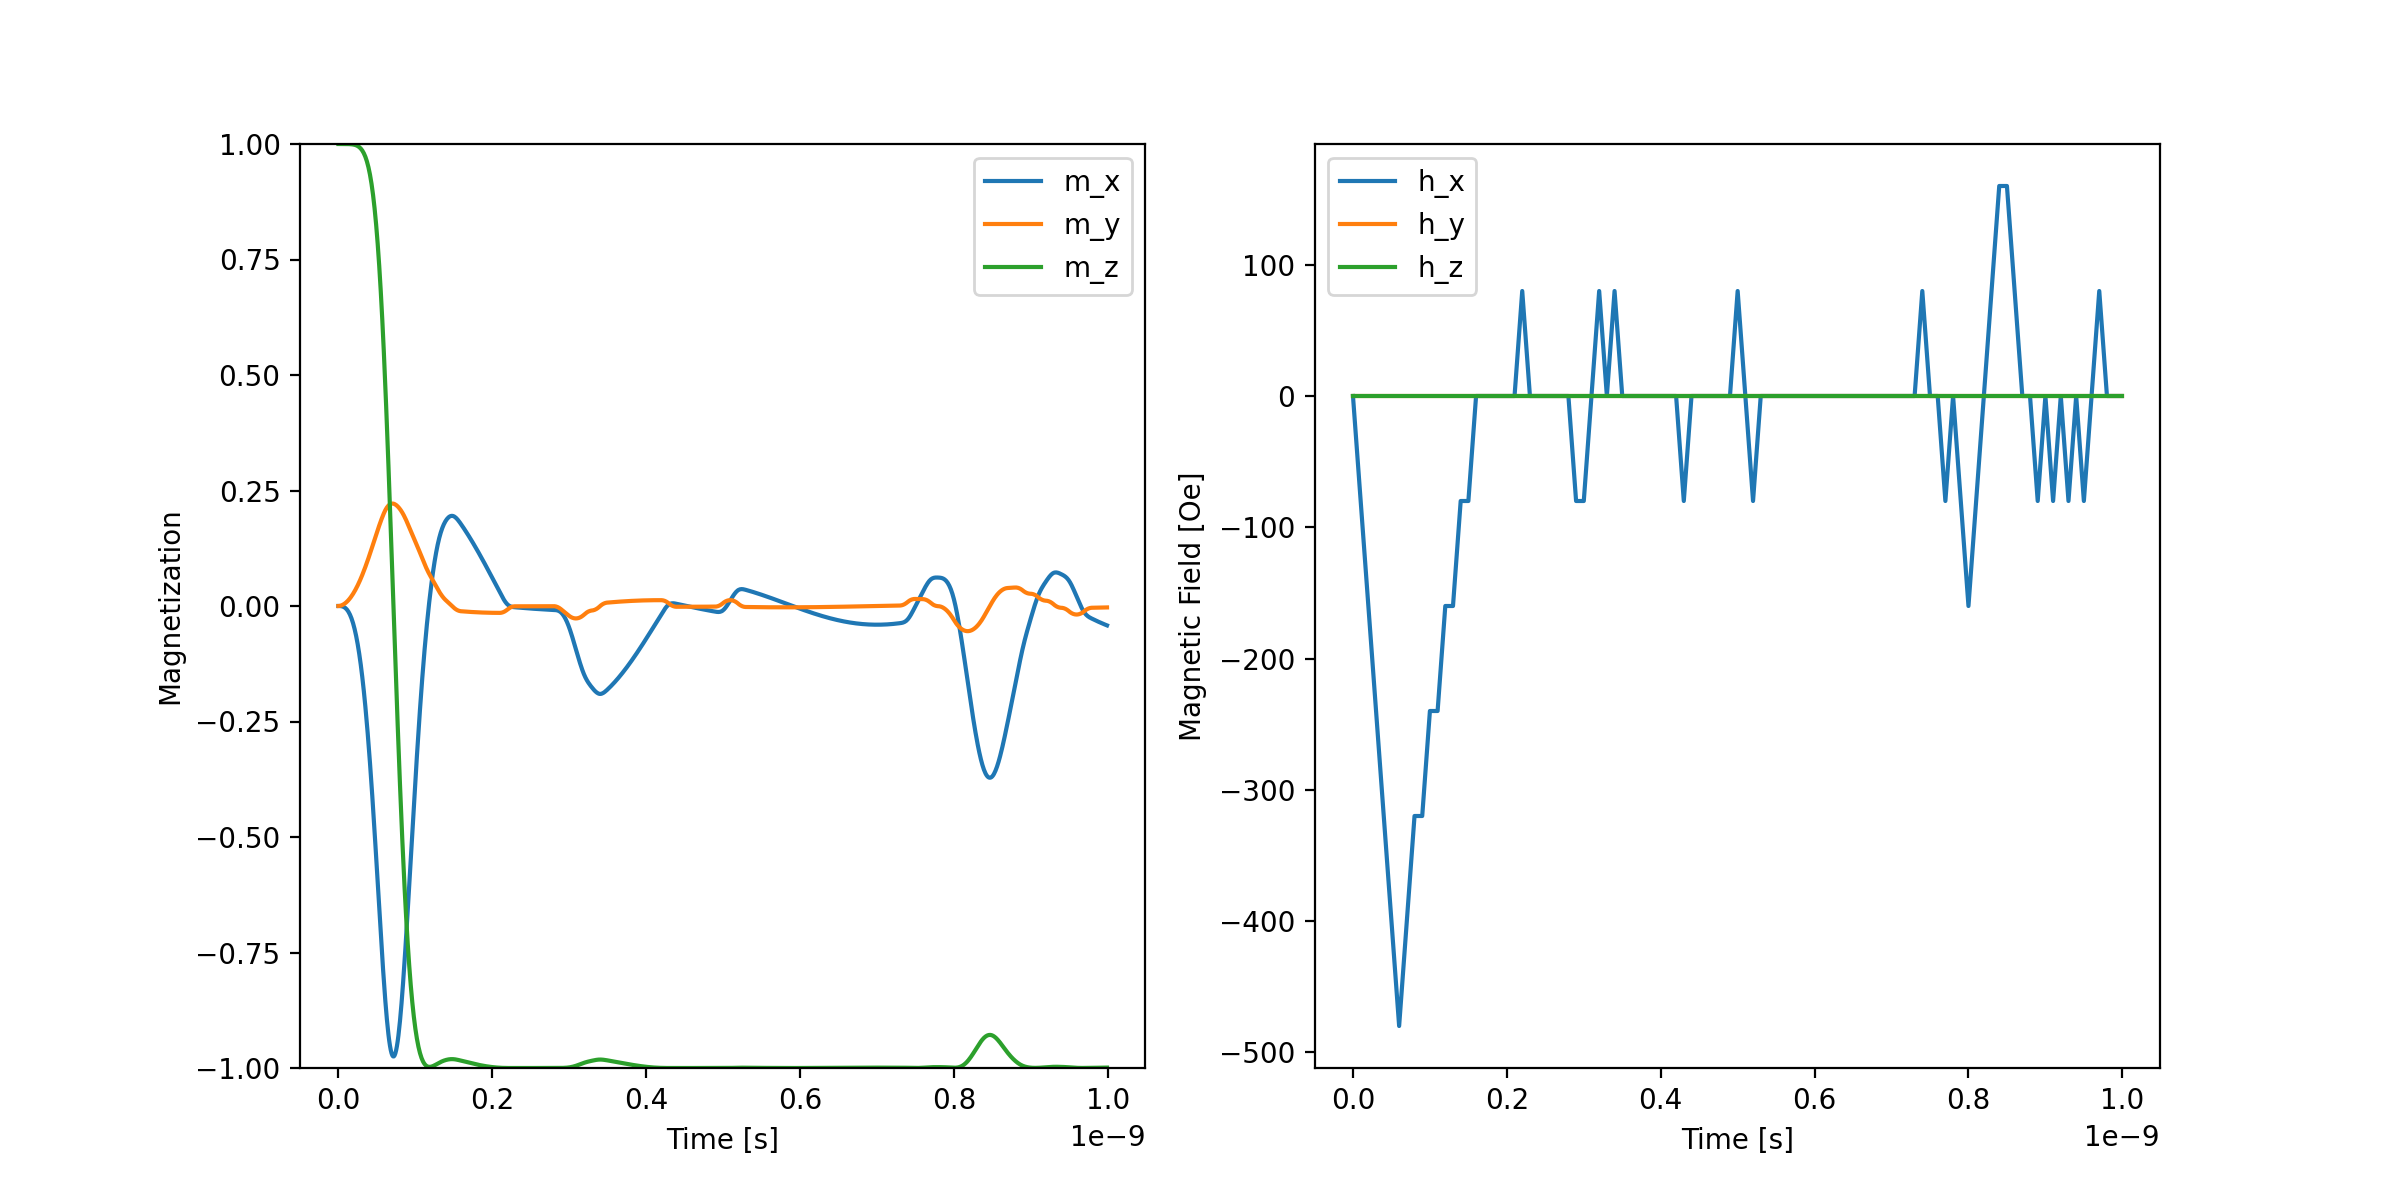 1.00
0.75
0.50
0.25
0.00
−0.25
−0.50
−0.75
−1.00
Magnetization
m_x
m_y
m_z
0.0 0.2 0.4 0.6 0.8 1.0
Time [s]
1e−9
100
0
−100
−200
−300
−400
−500
Magnetic Field [Oe]
h_x
h_y
h_z
0.0 0.2 0.4 0.6 0.8 1.0
Time [s]
1e−9